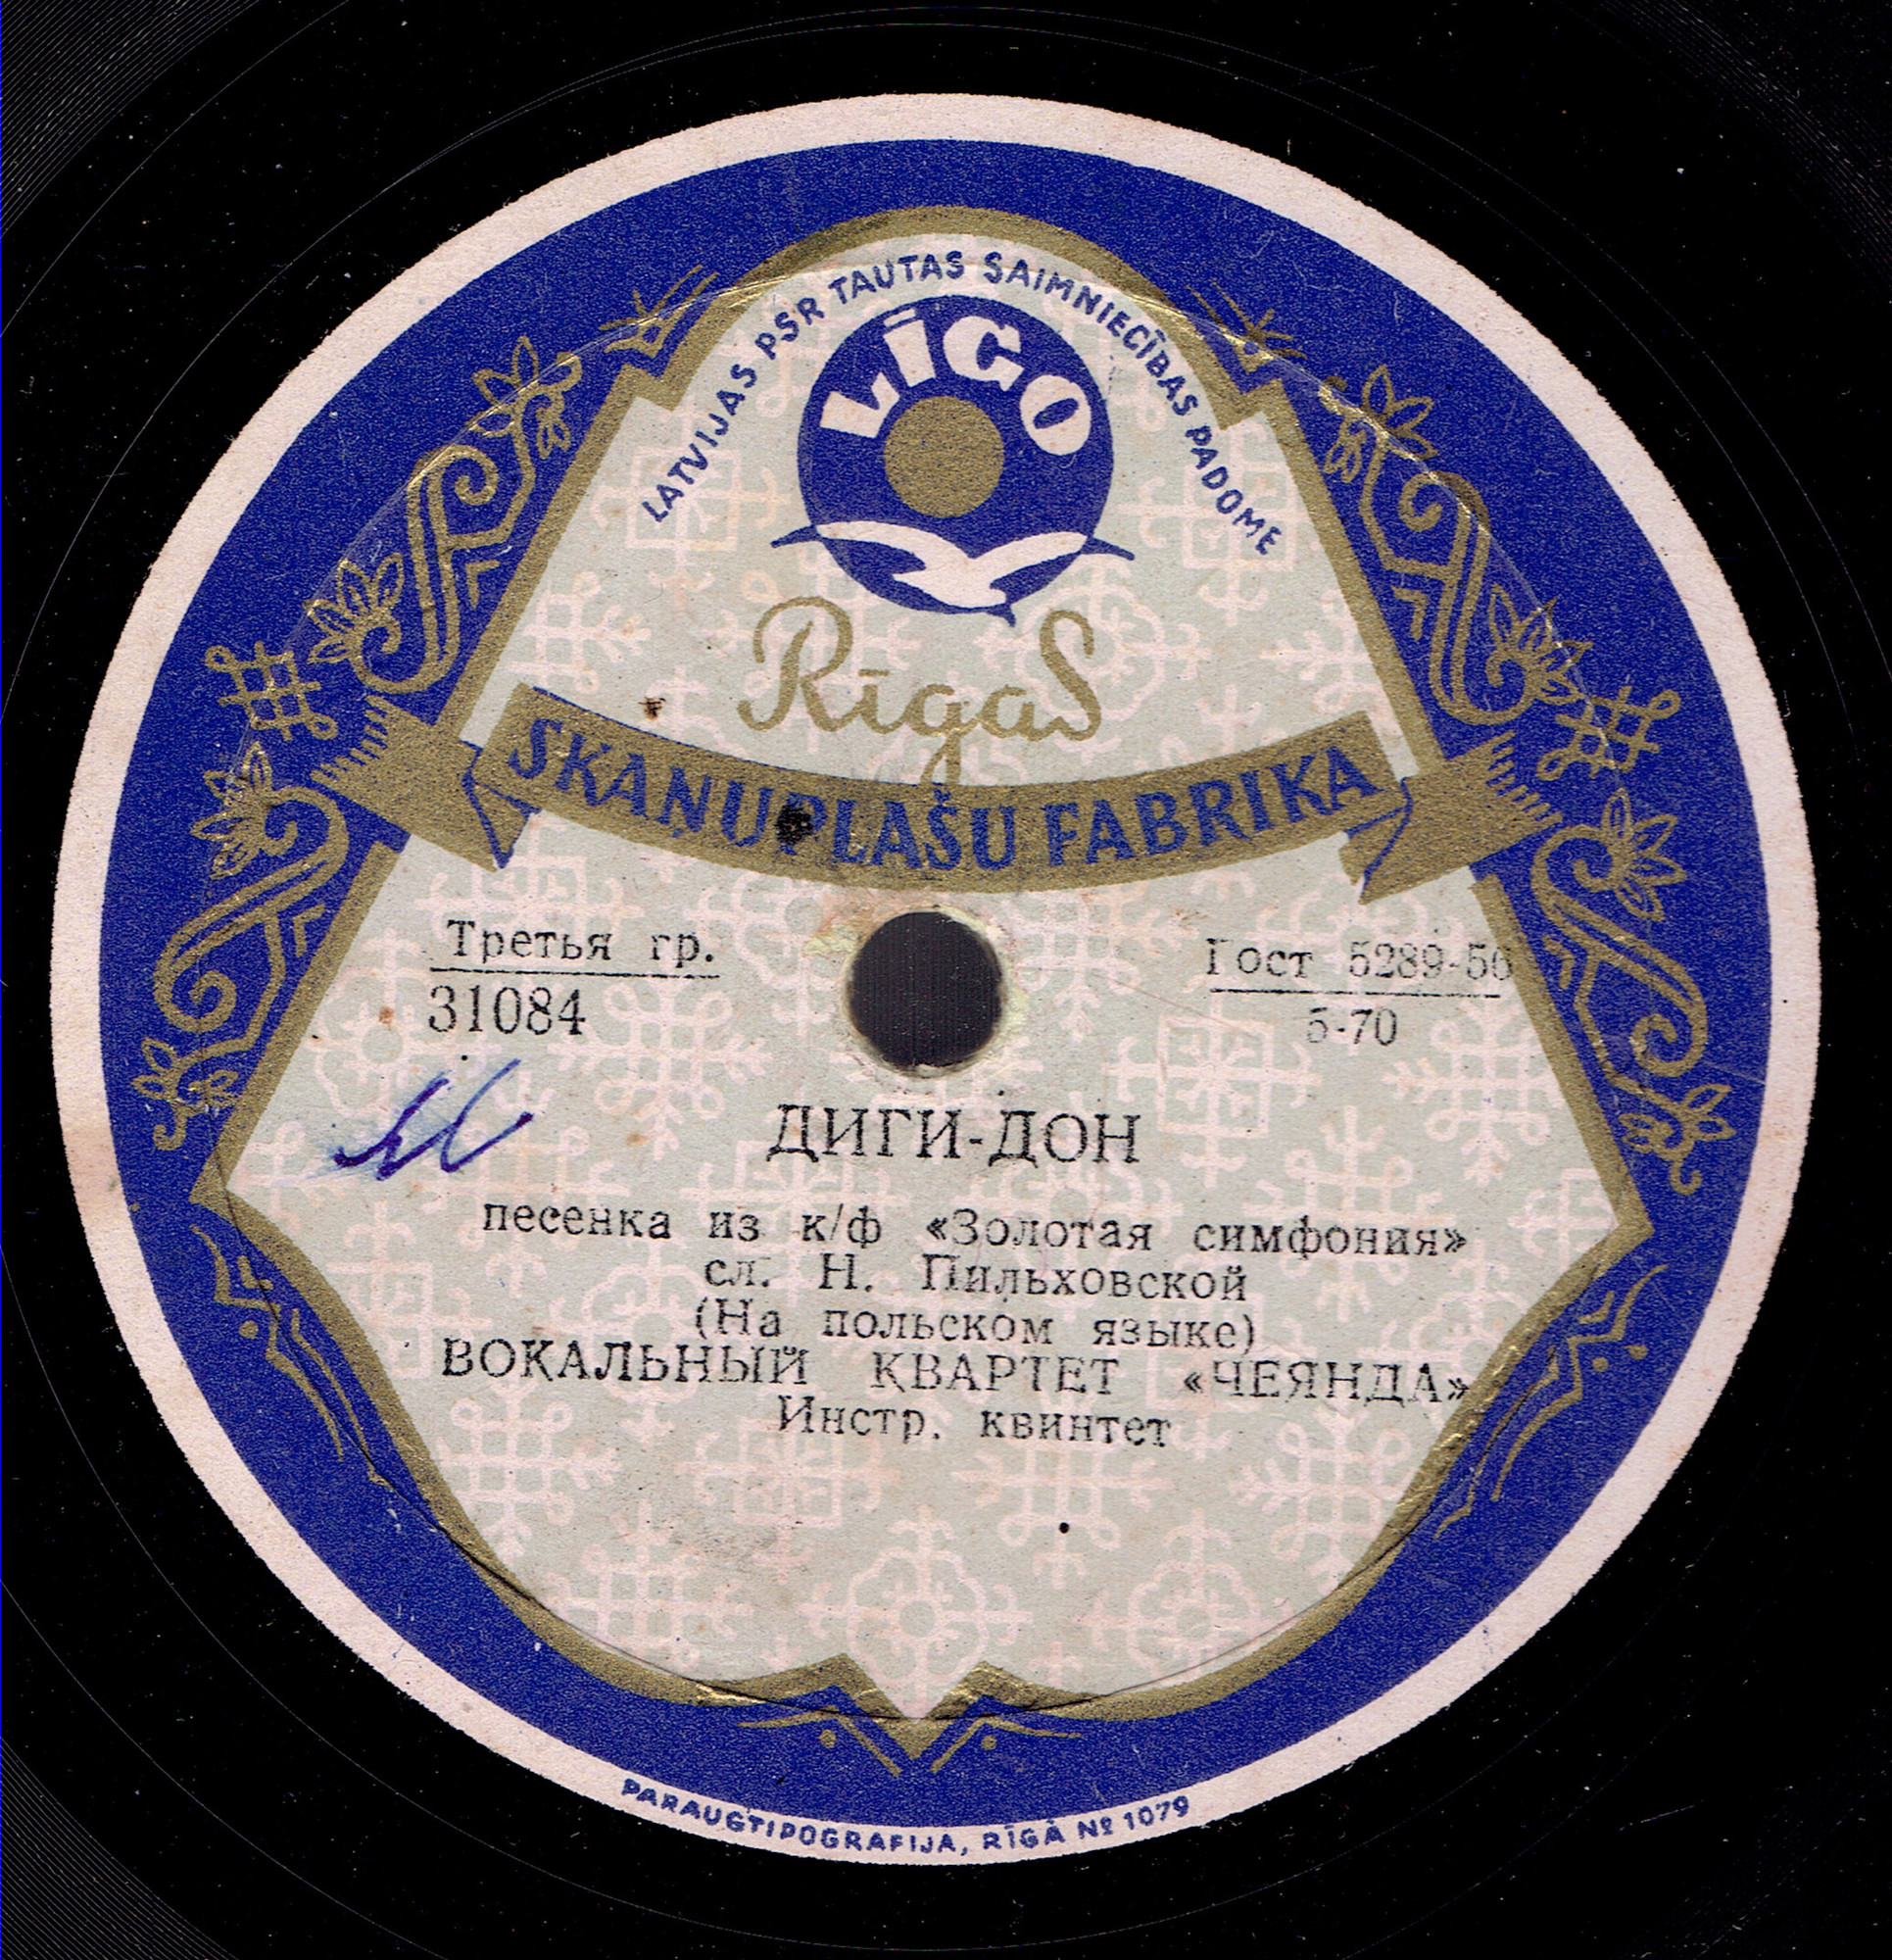 LATVIJAS PSR TAUTAS SAIMNIECĪBAS PADOME
LĪGO
Rīgas
SKAŅUPLAŠU FABRIKA
Третья гр.
31084
Гост 5289-56
5-70
ДИГИ-ДОН
песенка из к/ф «Золотая симфония»
сл. Н. Пильховской
(На польском языке)
ВОКАЛЬНЫЙ КВАРТЕТ «ЧЕЯНДА»
Инстр. квинтет
PARAUGTIPOGRAFIJA, RĪGĀ № 1079